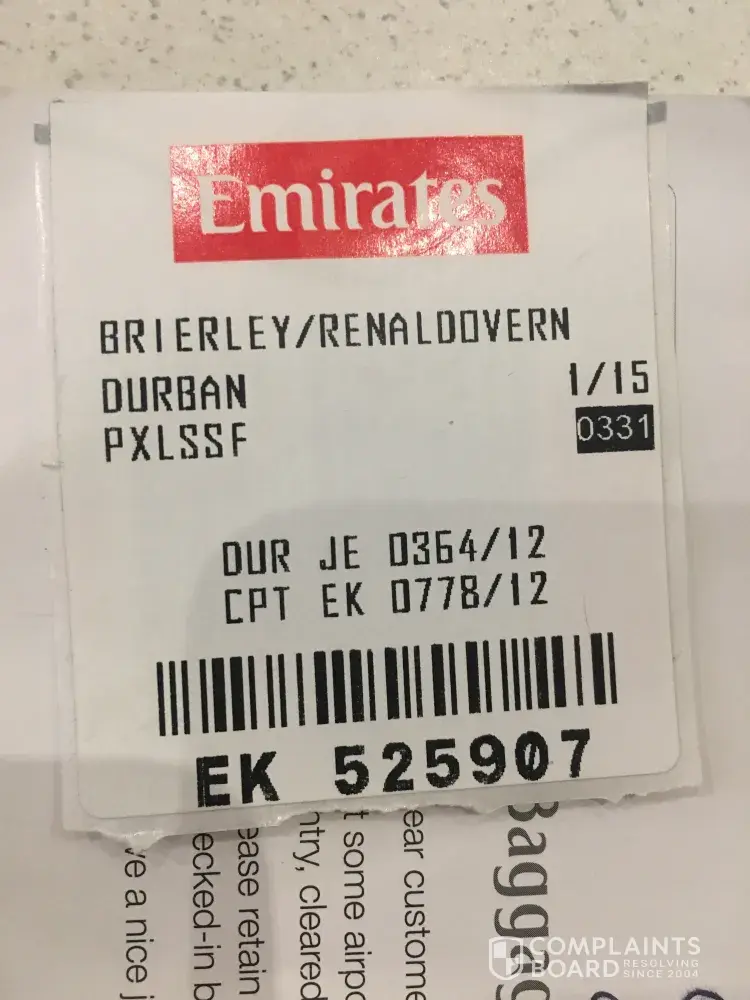 Emirates
BRIERLEY/RENALDOVERN
DURBAN 1/15
PXLSSF 0331
DUR JE 0364/12
CPT EK 0778/12
EK 525907
Baggag
ear custome
t some airpo
ntry, cleared
ease retain
ecked-in b
ve a nice j
COMPLAINTS
BOARD RESOLVING
SINCE 2004